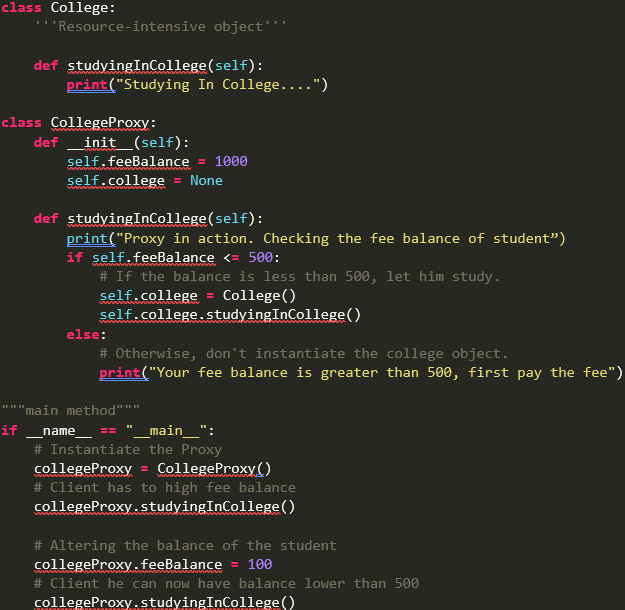 class College:
    '''Resource-intensive object'''

    def studyingInCollege(self):
        print("Studying In College....")

class CollegeProxy:
    def __init__(self):
        self.feeBalance = 1000
        self.college = None

    def studyingInCollege(self):
        print("Proxy in action. Checking the fee balance of student”)
        if self.feeBalance <= 500:
            # If the balance is less than 500, let him study.
            self.college = College()
            self.college.studyingInCollege()
        else:
            # Otherwise, don't instantiate the college object.
            print("Your fee balance is greater than 500, first pay the fee")

"""main method"""
if __name__ == "__main__":
    # Instantiate the Proxy
    collegeProxy = CollegeProxy()
    # Client has to high fee balance
    collegeProxy.studyingInCollege()

    # Altering the balance of the student
    collegeProxy.feeBalance = 100
    # Client he can now have balance lower than 500
    collegeProxy.studyingInCollege()